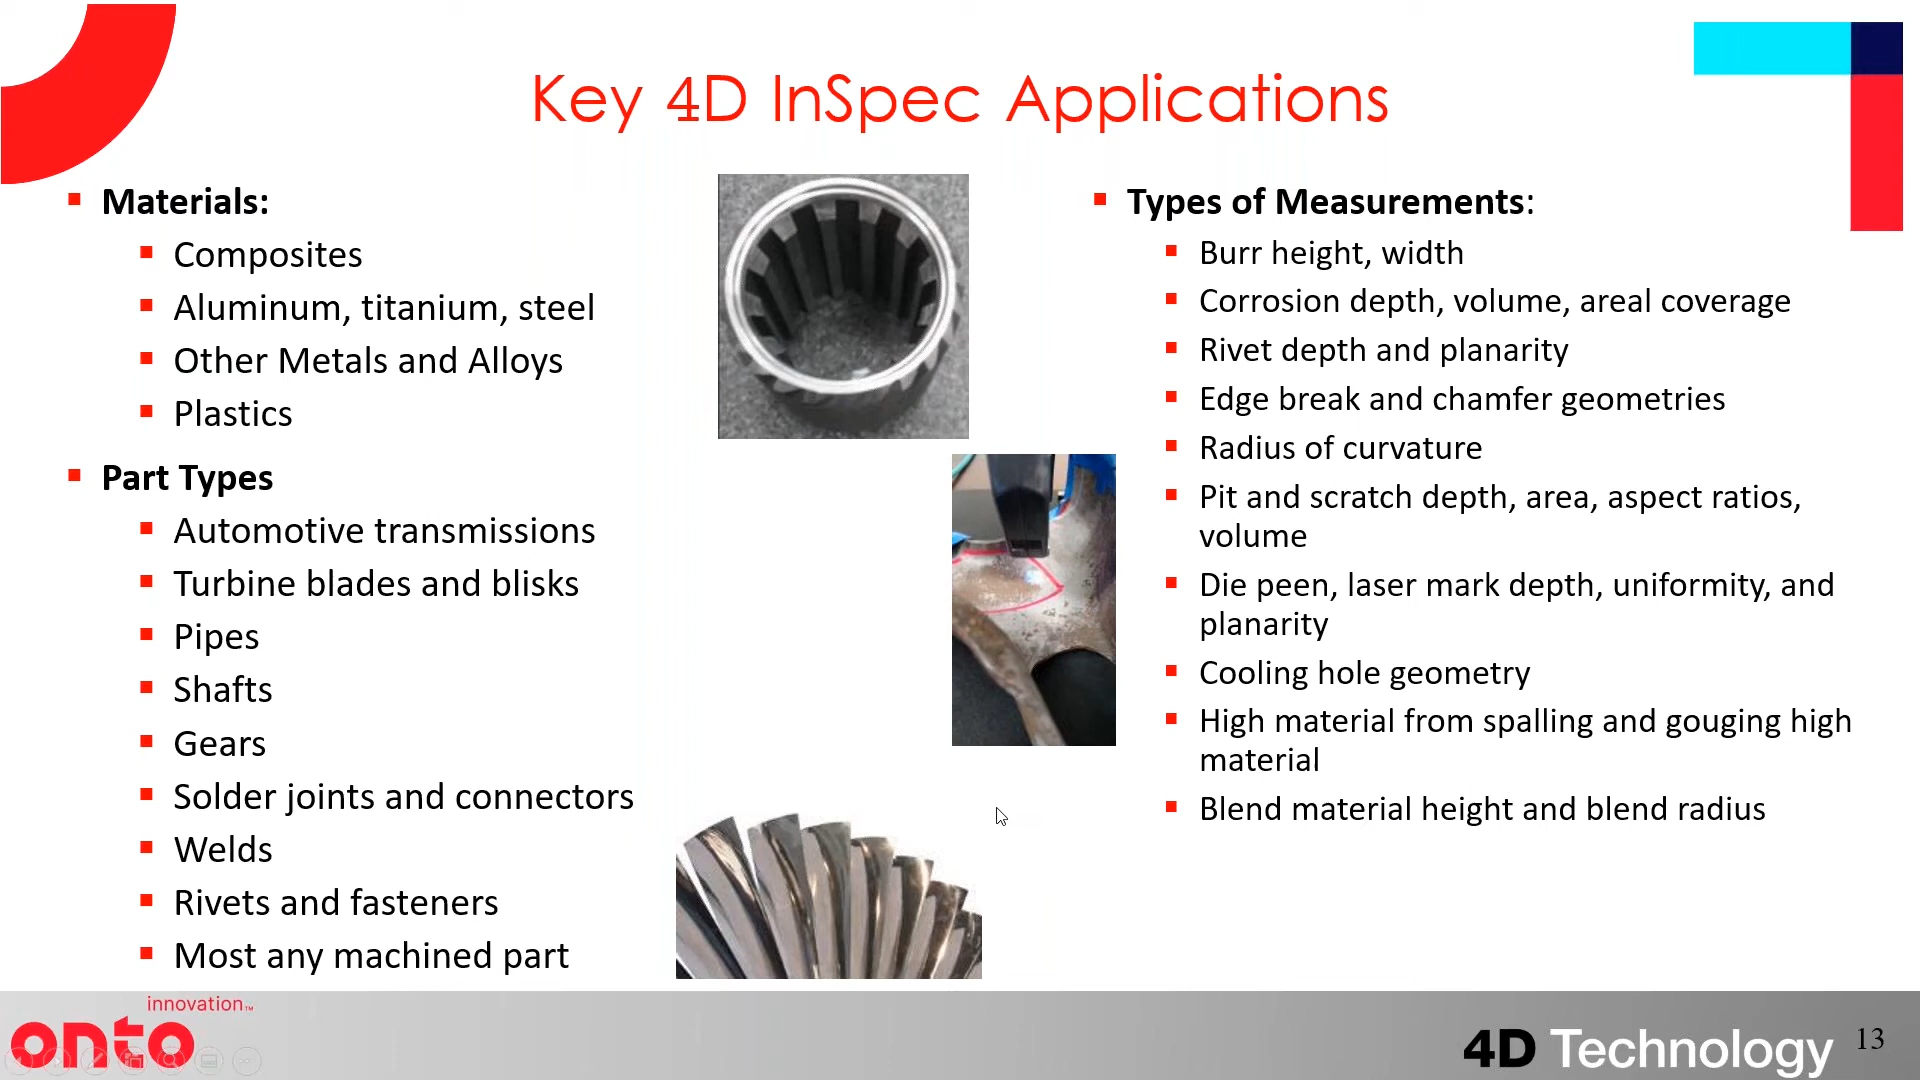 Key 4D InSpec Applications
Materials:
Composites
Aluminum, titanium, steel
Other Metals and Alloys
Plastics
Part Types
Automotive transmissions
Turbine blades and blisks
Pipes
Shafts
Gears
Solder joints and connectors
Welds
Rivets and fasteners
Most any machined part
Types of Measurements:
Burr height, width
Corrosion depth, volume, areal coverage
Rivet depth and planarity
Edge break and chamfer geometries
Radius of curvature
Pit and scratch depth, area, aspect ratios,
volume
Die peen, laser mark depth, uniformity, and
planarity
Cooling hole geometry
High material from spalling and gouging high
material
Blend material height and blend radius
innovation™
onto
4D Technology
13